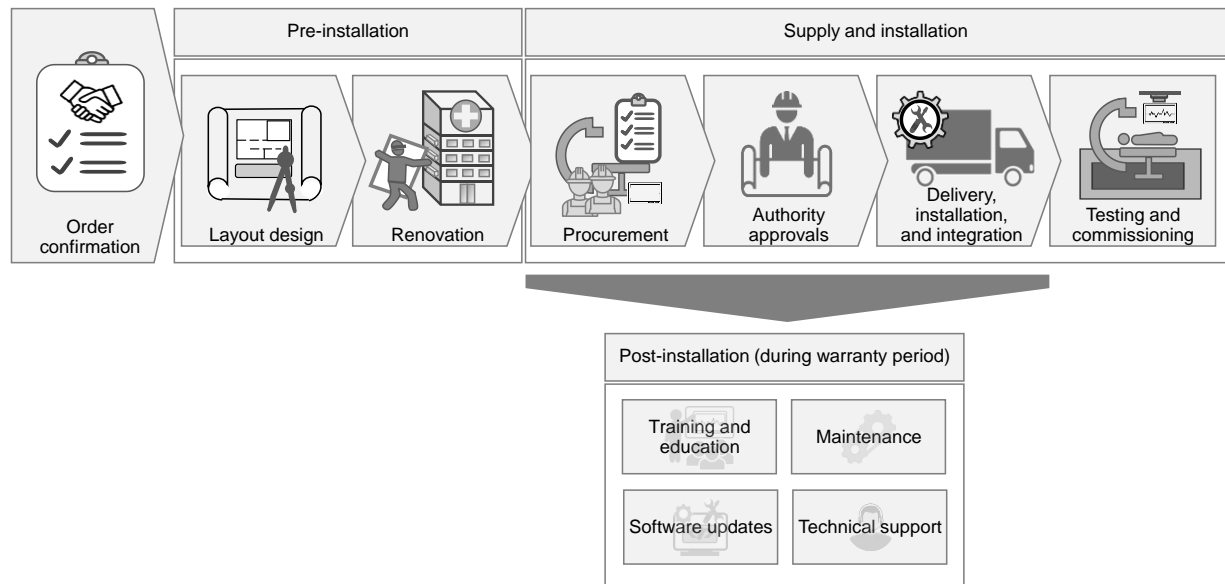 Pre-installation
Supply and installation
Order
confirmation
Layout design
Renovation
Procurement
Authority
approvals
Delivery,
installation,
and integration
Testing and
commissioning
Post-installation (during warranty period)
Training and
education
Maintenance
Software updates
Technical support